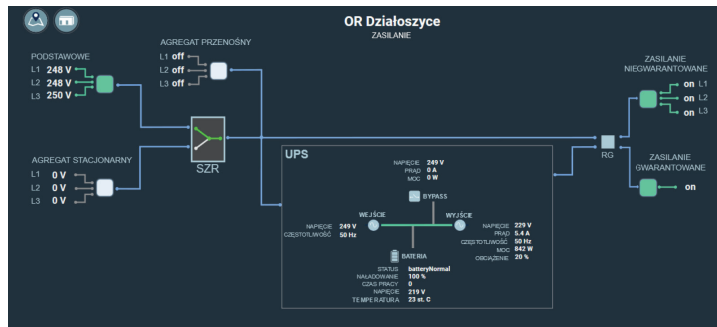 OR Działoszyce
ZASILANIE
PODSTAWOWE
L1 248 V
L2 248 V
L3 250 V
AGREGAT PRZENOŚNY
L1 off
L2 off
L3 off
AGREGAT STACJONARNY
L1 0 V
L2 0 V
L3 0 V
SZR
RG
ZASILANIE
NIEGWARANTOWANE
on L1
on L2
on L3
ZASILANIE
GWARANTOWANE
on
UPS
NAPIĘCIE 249 V
PRĄD 0 A
MOC 0 W
BYPASS
WEJŚCIE
WYJŚCIE
NAPIĘCIE 249 V
CZĘSTOTLIWOŚĆ 50 Hz
NAPIĘCIE 229 V
PRĄD 5.4 A
CZĘSTOTLIWOŚĆ 50 Hz
MOC 842 W
OBCIĄŻENIE 20 %
BATERIA
STATUS batteryNormal
NAŁADOWANIE 100 %
CZAS PRACY 0
NAPIĘCIE 219 V
TEMPERATURA 23 st. C